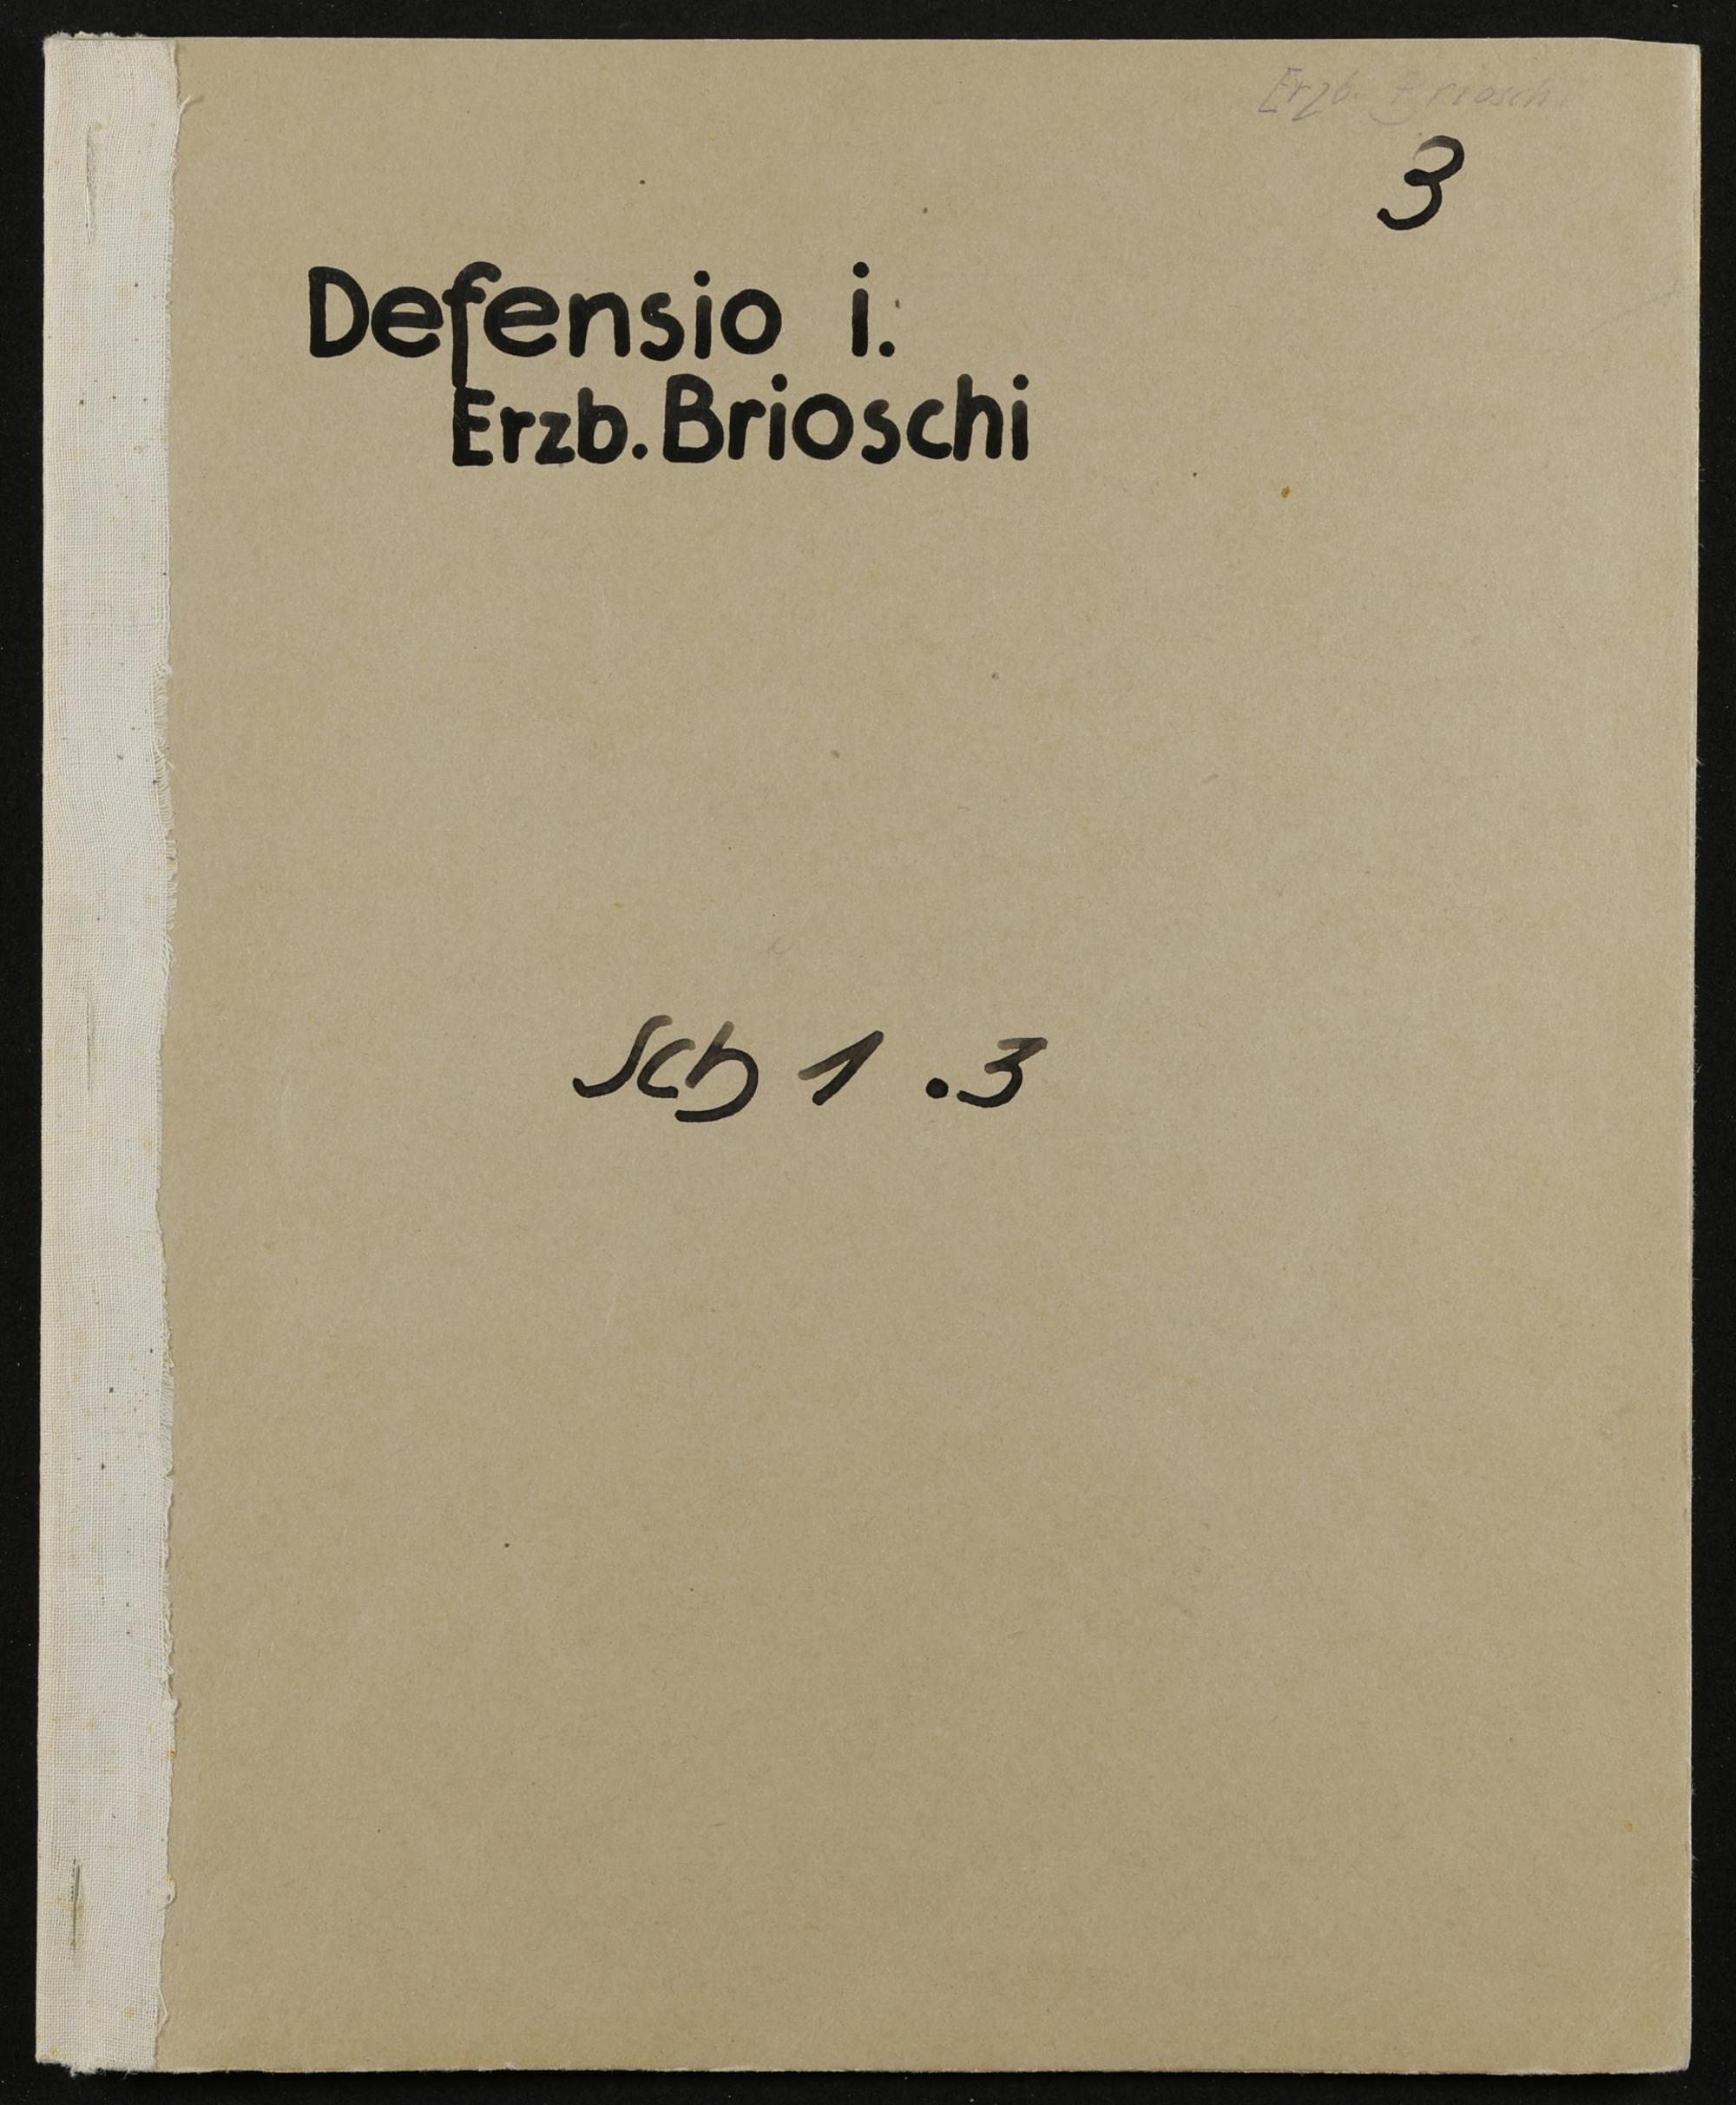 Erzb. Brioschi
3
Defensio i.
Erzb. Brioschi
Sch 1 .3